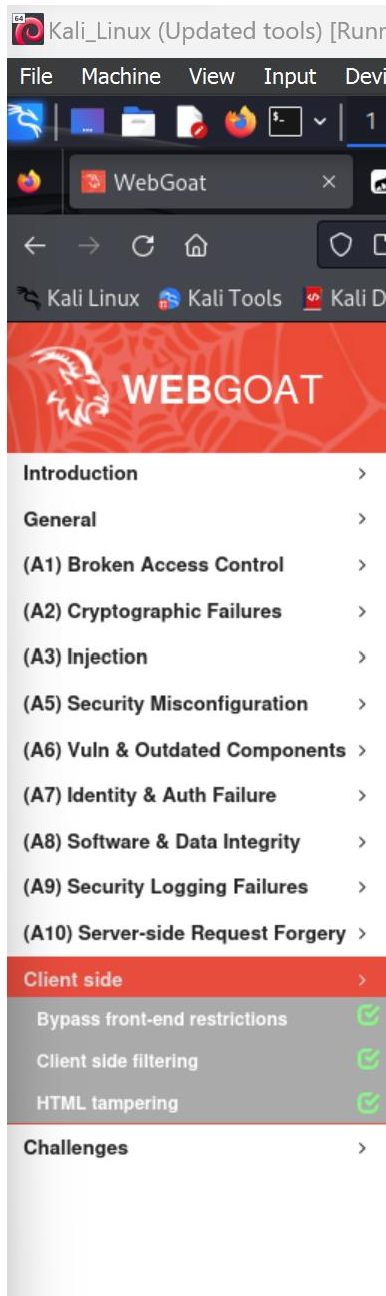 64
Kali_Linux (Updated tools) [Runn
File Machine View Input Devi
$- 1
WebGoat ×
Kali Linux Kali Tools Kali D
WEBGOAT
Introduction
General
(A1) Broken Access Control
(A2) Cryptographic Failures
(A3) Injection
(A5) Security Misconfiguration
(A6) Vuln & Outdated Components
(A7) Identity & Auth Failure
(A8) Software & Data Integrity
(A9) Security Logging Failures
(A10) Server-side Request Forgery
Client side
Bypass front-end restrictions
Client side filtering
HTML tampering
Challenges